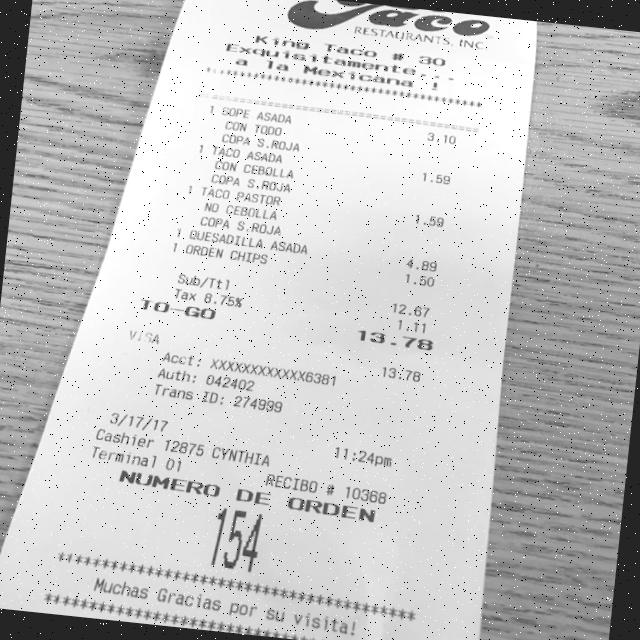 Taco
RESTAURANTS, INC.
King Taco # 30
Exquisitamente...
a la Mexicana !
********************************
================================
1 SOPE ASADA 3.10
CON TODO
COPA S.ROJA
1 TACO ASADA 1.59
CON CEBOLLA
COPA S.ROJA
1 TACO PASTOR 1.59
NO CEBOLLA
COPA S.ROJA
1 QUESADILLA ASADA 4.89
1 ORDEN CHIPS 1.50
Sub/Ttl 12.67
Tax 8.75% 1.11
TO-GO 13.78
VISA 13.78
Acct: XXXXXXXXXXXX6381
Auth: 042402
Trans ID: 274999
3/17/17 11:24pm
Cashier 12875 CYNTHIA
Terminal 01 RECIBO # 10368
NUMERO DE ORDEN
154
****************************************
Muchas Gracias por su visita!
****************************************